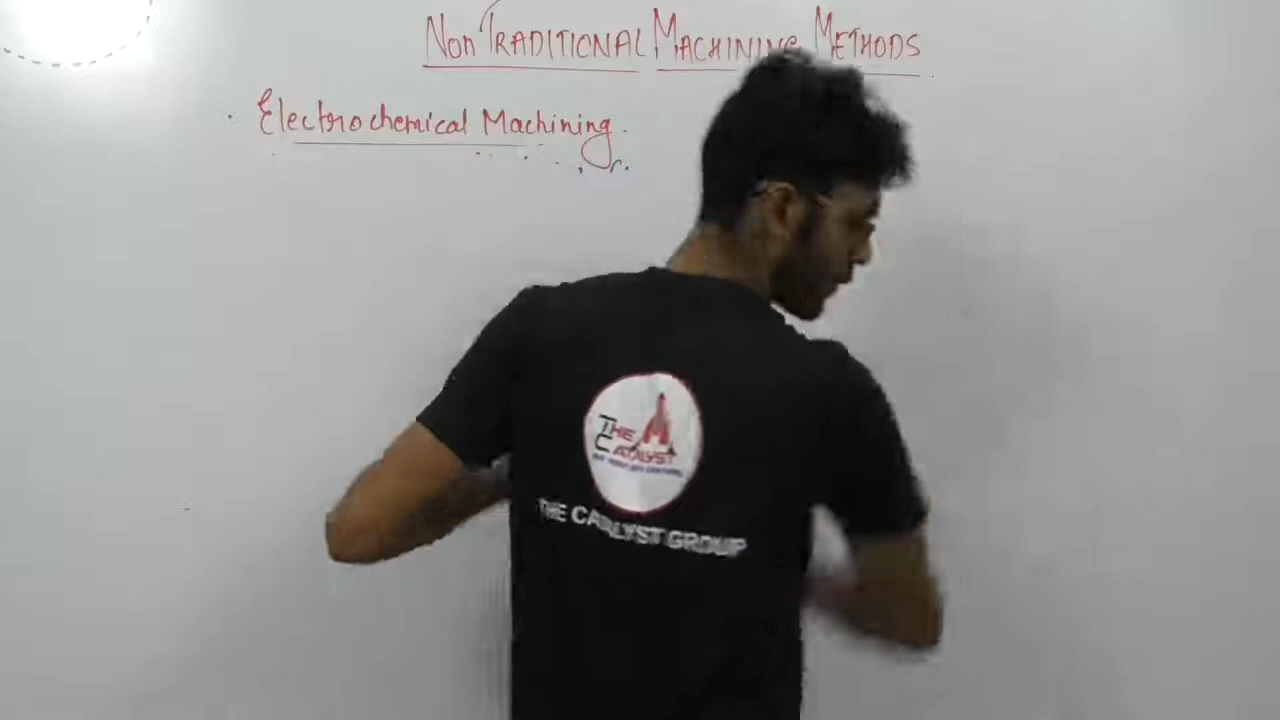 NON TRADITIONAL MACHINING METHODS
Electrochemical Machining.
THE
CATALYST
THE CATALYST GROUP